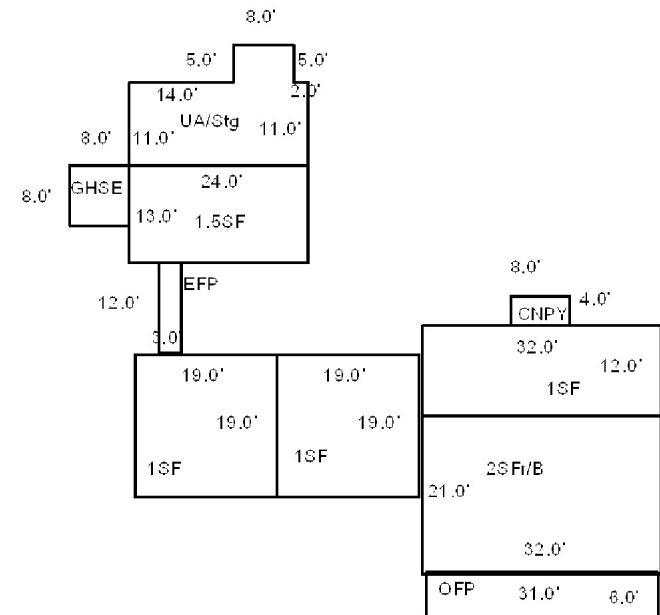 8.0'
5.0' 5.0'
14.0' 2.0'
UA/Stg 11.0'
8.0' 11.0'
GHSE 24.0'
8.0' 13.0' 1.5SF
EFP 8.0'
12.0' CNPY 4.0'
3.0' 32.0' 12.0'
19.0' 19.0' 1SF
19.0' 19.0'
1SF 1SF 2SFr/B
21.0'
32.0'
OFP 31.0' 6.0'